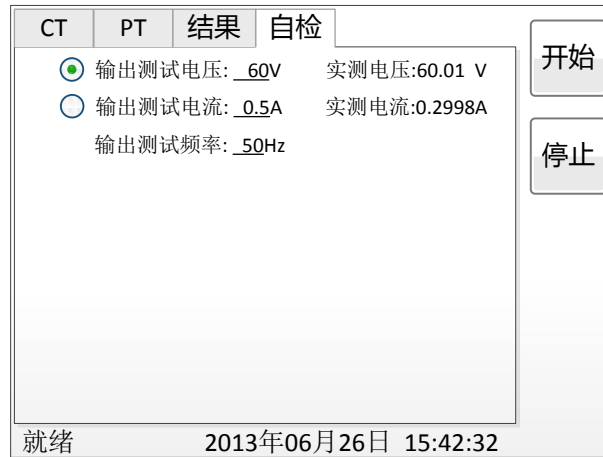 CT PT 结果 自检
开始
输出测试电压: 60V 实测电压:60.01 V
输出测试电流: 0.5A 实测电流:0.2998A
输出测试频率: 50Hz
停止
就绪 2013年06月26日 15:42:32